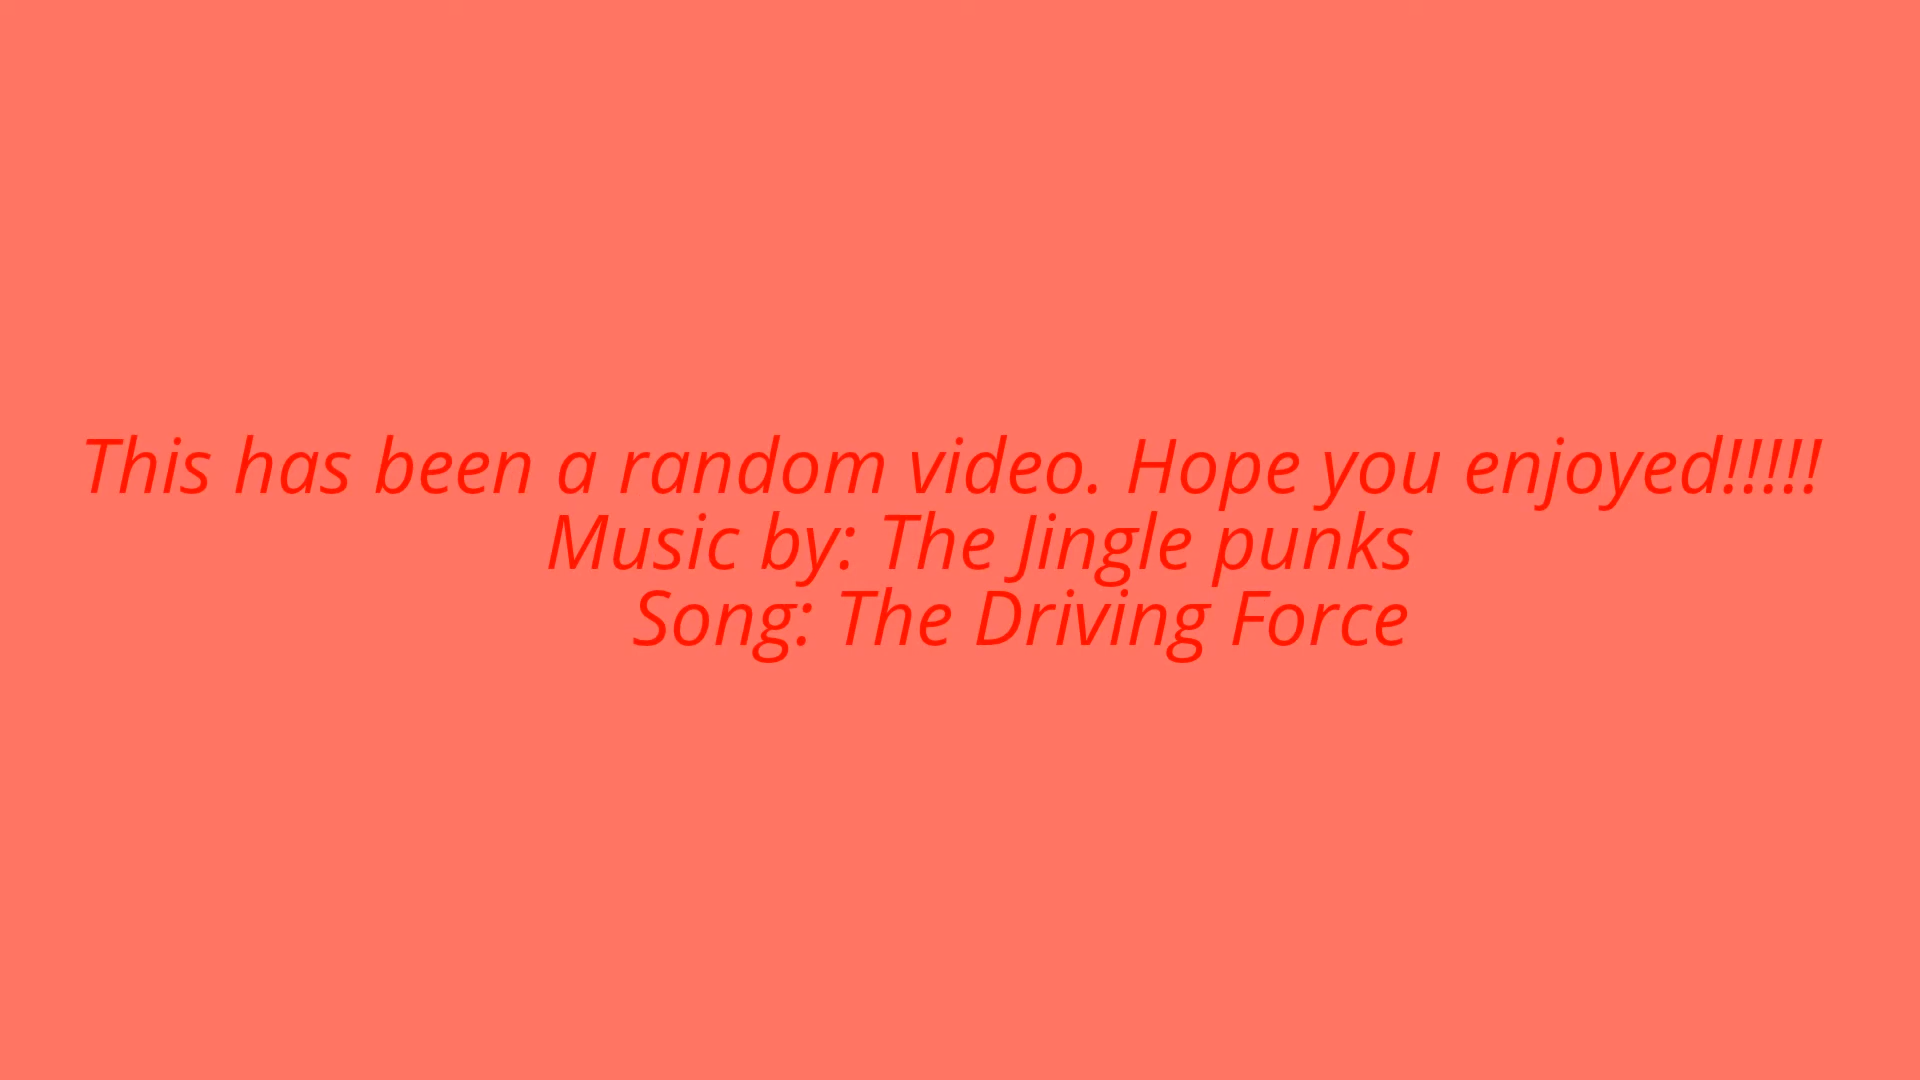 This has been a random video. Hope you enjoyed!!!!!
Music by: The Jingle punks
Song: The Driving Force